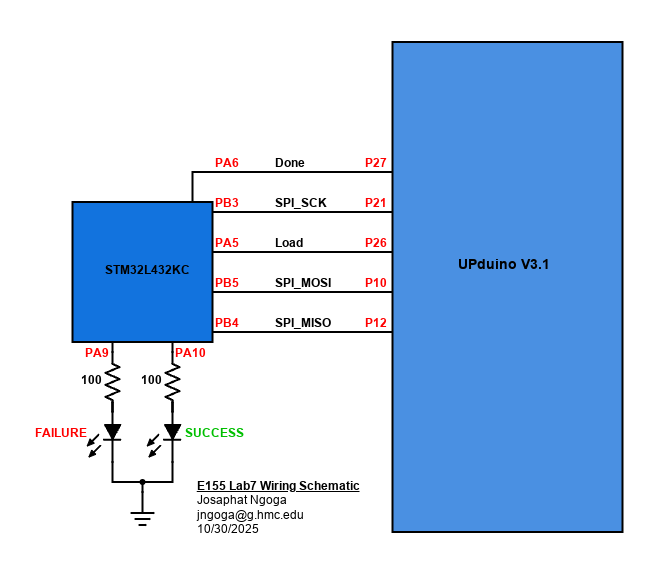 PA6 Done P27
PB3 SPI_SCK P21
PA5 Load P26
STM32L432KC
UPduino V3.1
PB5 SPI_MOSI P10
PB4 SPI_MISO P12
PA9 PA10
100 100
FAILURE SUCCESS
E155 Lab7 Wiring Schematic
Josaphat Ngoga
jngoga@g.hmc.edu
10/30/2025